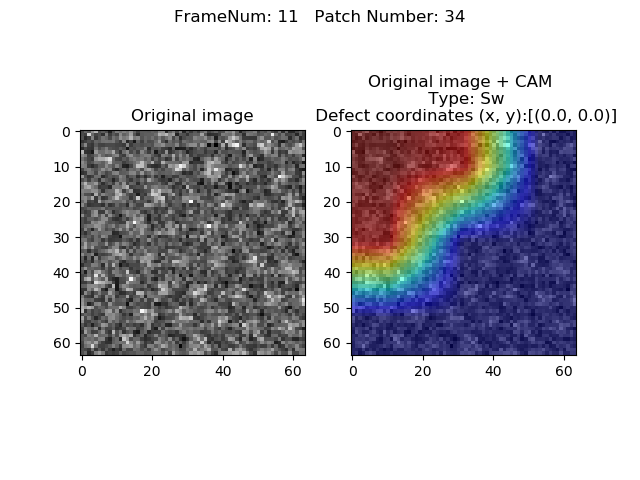 FrameNum: 11   Patch Number: 34
Original image
Original image + CAM
Type: Sw
Defect coordinates (x, y):[(0.0, 0.0)]
0
10
20
30
40
50
60
0 20 40 60
0
10
20
30
40
50
60
0 20 40 60